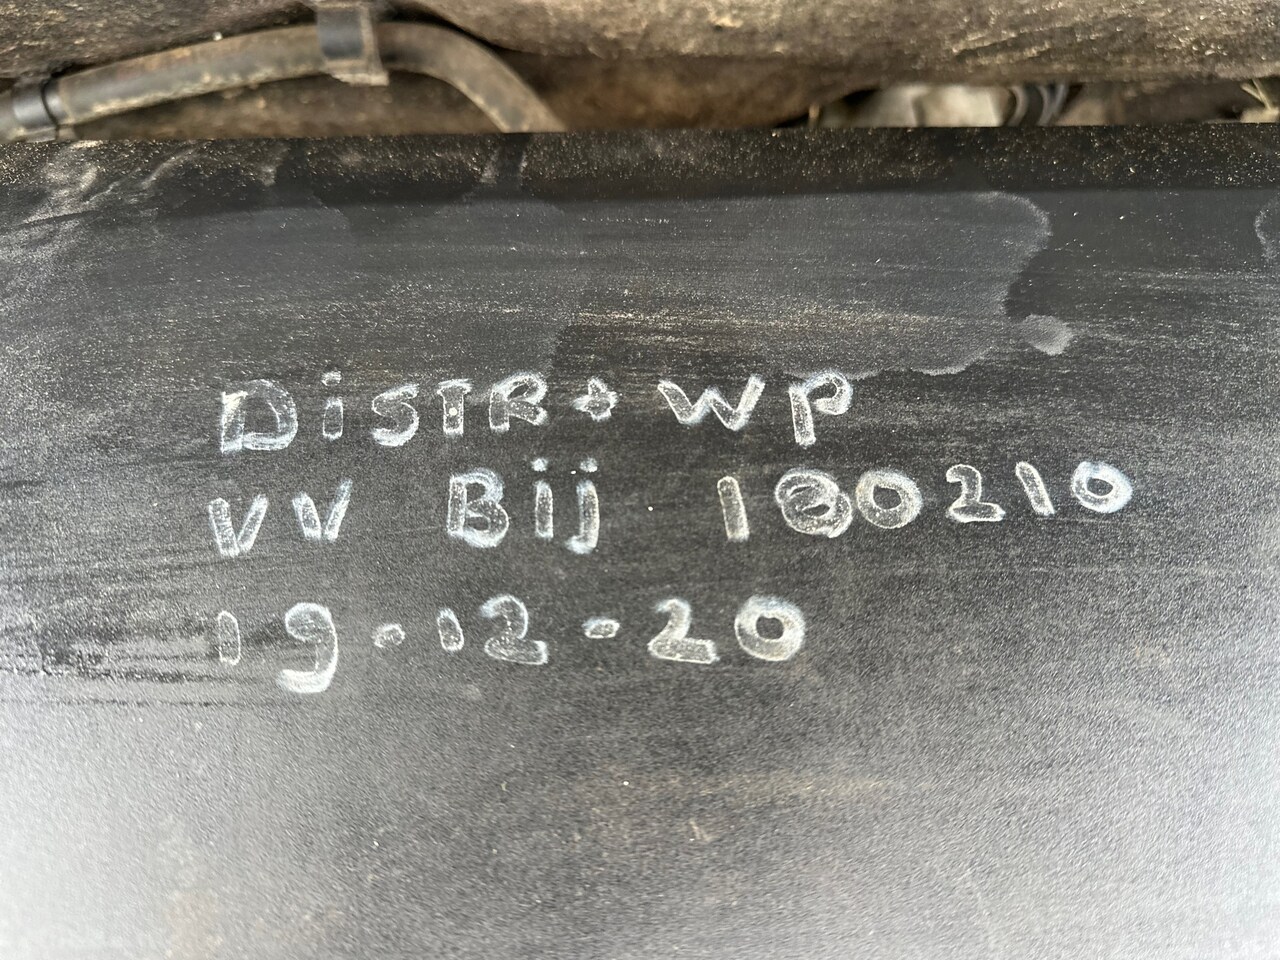 DiSTR + WP
VV Bij 180210
19-12-20